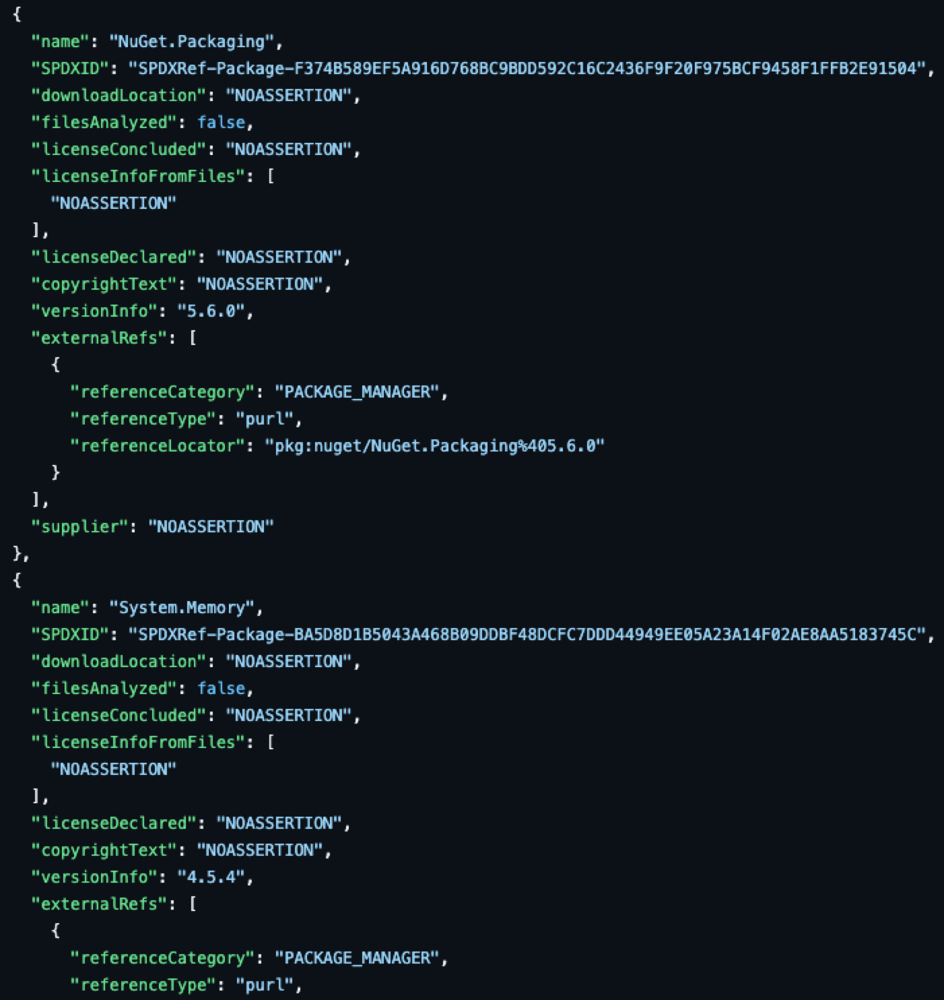 {
  "name": "NuGet.Packaging",
  "SPDXID": "SPDXRef-Package-F374B589EF5A916D768BC9BDD592C16C2436F9F20F975BCF9458F1FFB2E91504",
  "downloadLocation": "NOASSERTION",
  "filesAnalyzed": false,
  "licenseConcluded": "NOASSERTION",
  "licenseInfoFromFiles": [
    "NOASSERTION"
  ],
  "licenseDeclared": "NOASSERTION",
  "copyrightText": "NOASSERTION",
  "versionInfo": "5.6.0",
  "externalRefs": [
    {
      "referenceCategory": "PACKAGE_MANAGER",
      "referenceType": "purl",
      "referenceLocator": "pkg:nuget/NuGet.Packaging%405.6.0"
    }
  ],
  "supplier": "NOASSERTION"
},
{
  "name": "System.Memory",
  "SPDXID": "SPDXRef-Package-BA5D8D1B5043A468B09DDBF48DCFC7DDD44949EE05A23A14F02AE8AA5183745C",
  "downloadLocation": "NOASSERTION",
  "filesAnalyzed": false,
  "licenseConcluded": "NOASSERTION",
  "licenseInfoFromFiles": [
    "NOASSERTION"
  ],
  "licenseDeclared": "NOASSERTION",
  "copyrightText": "NOASSERTION",
  "versionInfo": "4.5.4",
  "externalRefs": [
    {
      "referenceCategory": "PACKAGE_MANAGER",
      "referenceType": "purl",